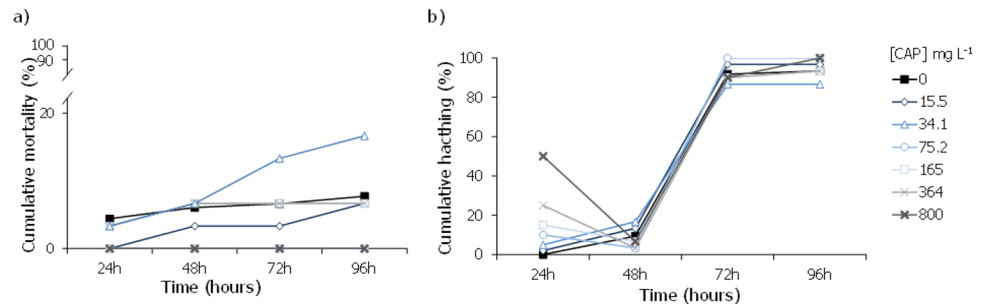 a)
100
90
20
0
Cumulative mortality (%)
24h 48h 72h 96h
Time (hours)
b)
100
80
60
40
20
0
Cumulative hacthing (%)
24h 48h 72h 96h
Time (hours)
[CAP] mg L-1
0
15.5
34.1
75.2
165
364
800